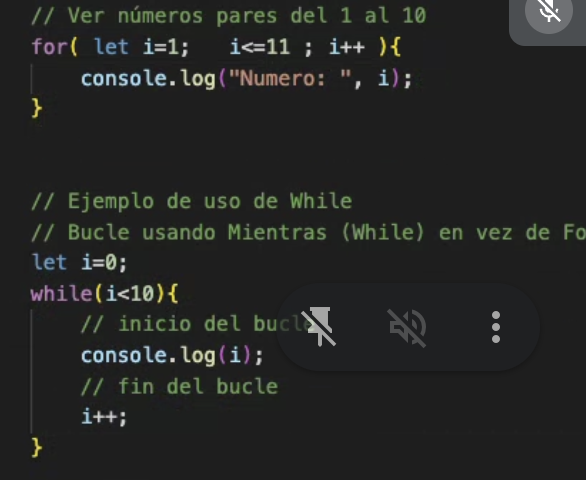 // Ver números pares del 1 al 10
for( let i=1;   i<=11 ; i++ ){
    console.log("Numero: ", i);
}
// Ejemplo de uso de While
// Bucle usando Mientras (While) en vez de Fo
let i=0;
while(i<10){
    // inicio del bucle
    console.log(i);
    // fin del bucle
    i++;
}